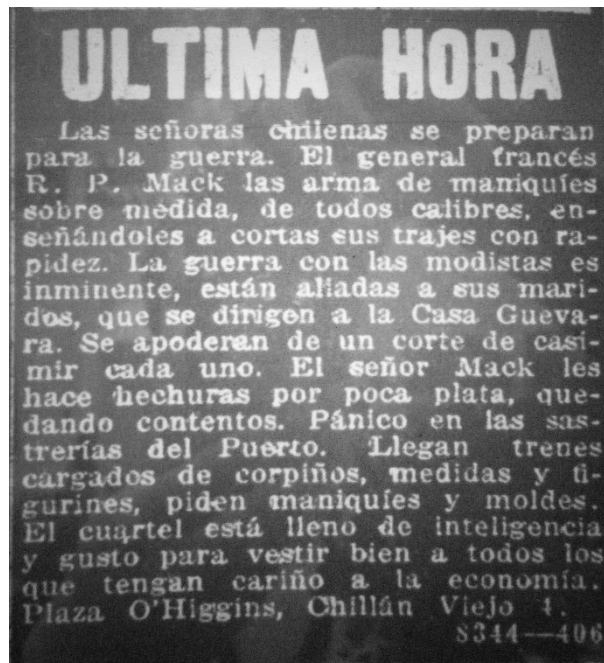 ULTIMA HORA
Las señoras chilenas se preparan
para la guerra. El general francés
R. P. Mack las arma de maniquíes
sobre medida, de todos calibres, en-
señándoles a cortas sus trajes con ra-
pidez. La guerra con las modistas es
inminente, están aliadas a sus mari-
dos, que se dirigen a la Casa Gueva-
ra. Se apoderan de un corte de casi-
mir cada uno. El señor Mack les
hace hechuras por poca plata, que-
dando contentos. Pánico en las sas-
trerías del Puerto. Llegan trenes
cargados de corpiños, medidas y fi-
gurines, piden maniquíes y moldes.
El cuartel está lleno de inteligencia
y gusto para vestir bien a todos los
que tengan cariño a la economía.
Plaza O'Higgins, Chillán Viejo 4.
8344—406